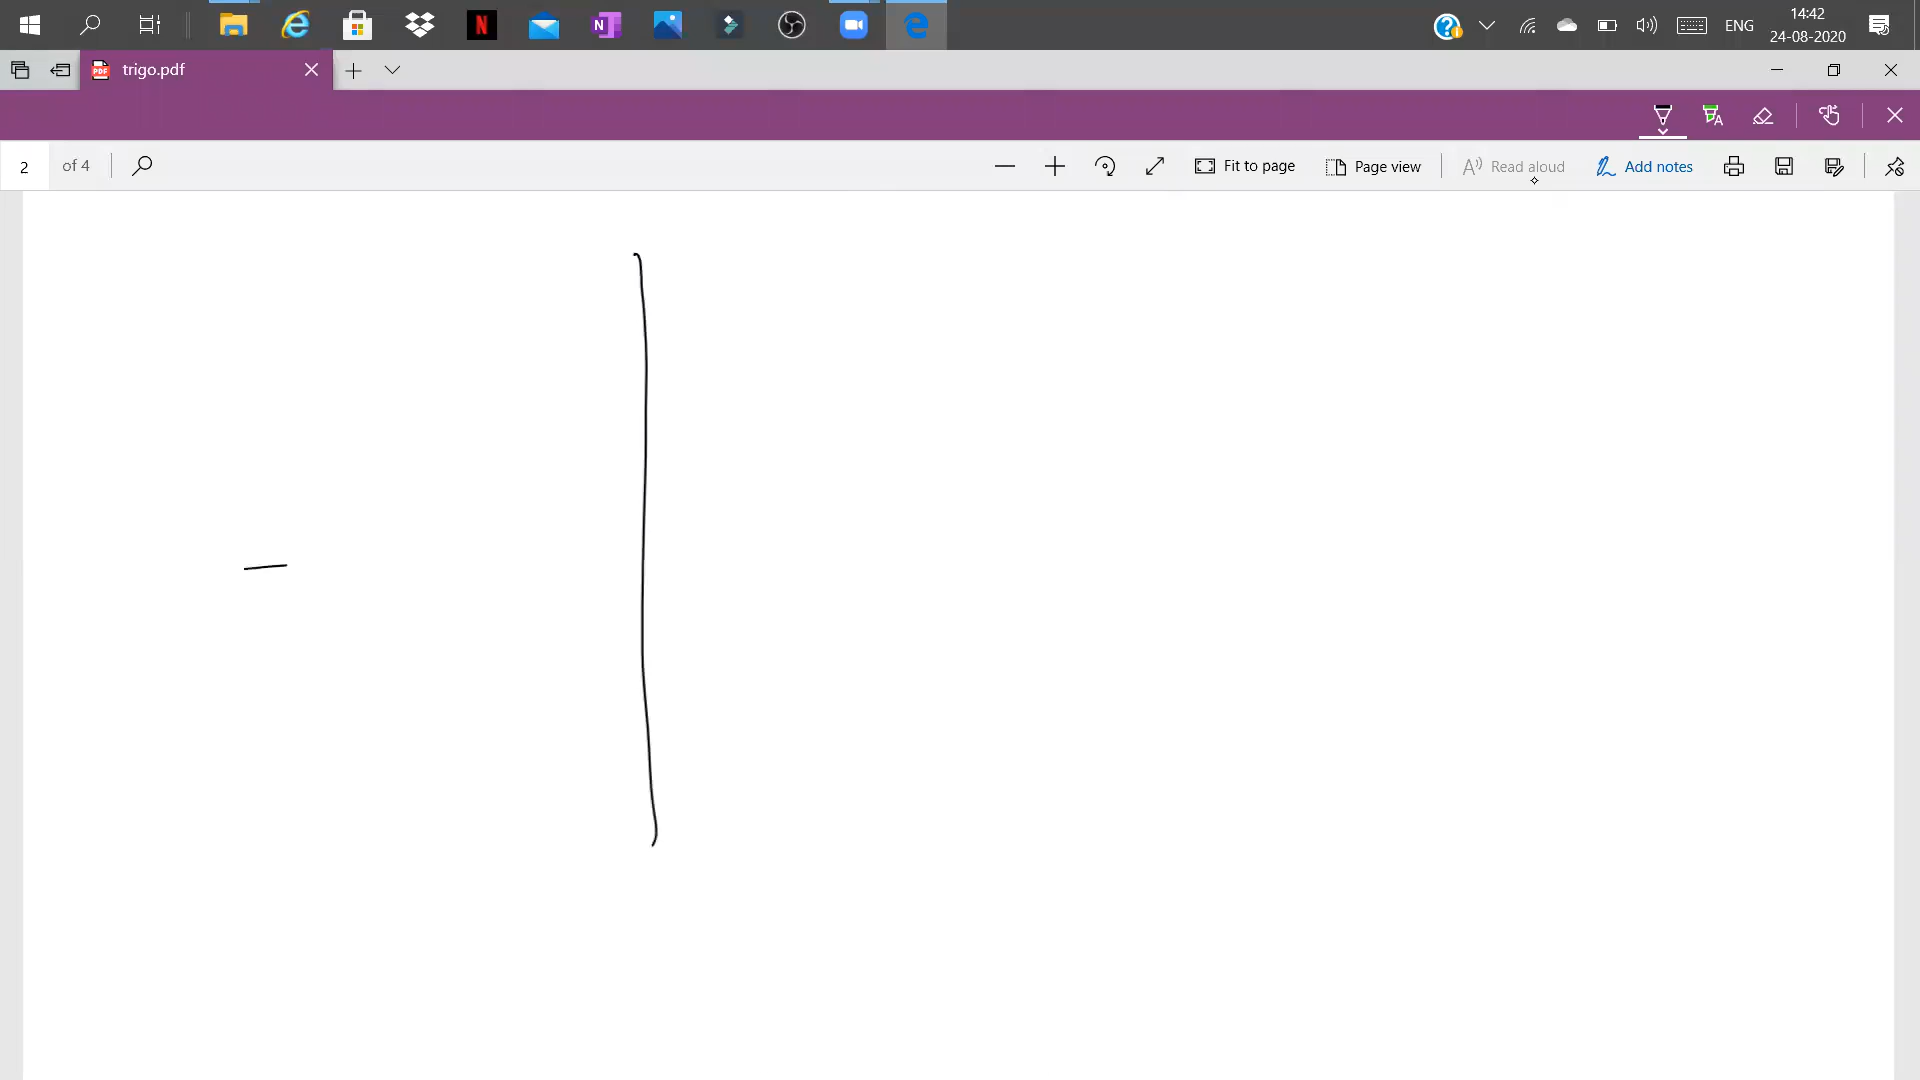 ENG
14:42
24-08-2020
trigo.pdf
2 of 4
Fit to page
Page view
Read aloud
Add notes